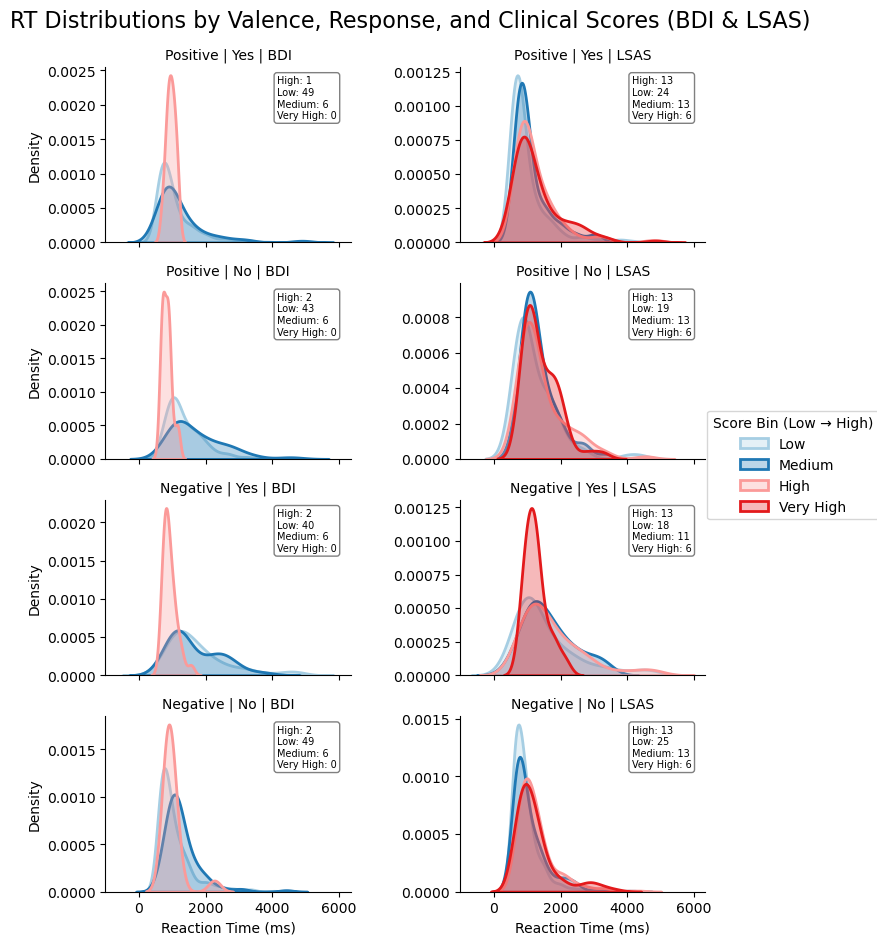 RT Distributions by Valence, Response, and Clinical Scores (BDI & LSAS)
Positive | Yes | BDI
0.0025
0.0020
0.0015
0.0010
0.0005
0.0000
Density
High: 1
Low: 49
Medium: 6
Very High: 0
Positive | Yes | LSAS
0.00125
0.00100
0.00075
0.00050
0.00025
0.00000
High: 13
Low: 24
Medium: 13
Very High: 6
Positive | No | BDI
0.0025
0.0020
0.0015
0.0010
0.0005
0.0000
Density
High: 2
Low: 43
Medium: 6
Very High: 0
Positive | No | LSAS
0.0008
0.0006
0.0004
0.0002
0.0000
High: 13
Low: 19
Medium: 13
Very High: 6
Score Bin (Low → High)
Low
Medium
High
Very High
Negative | Yes | BDI
0.0020
0.0015
0.0010
0.0005
0.0000
Density
High: 2
Low: 40
Medium: 6
Very High: 0
Negative | Yes | LSAS
0.00125
0.00100
0.00075
0.00050
0.00025
0.00000
High: 13
Low: 18
Medium: 11
Very High: 6
Negative | No | BDI
0.0015
0.0010
0.0005
0.0000
Density
High: 2
Low: 49
Medium: 6
Very High: 0
0 2000 4000 6000
Reaction Time (ms)
Negative | No | LSAS
0.0015
0.0010
0.0005
0.0000
High: 13
Low: 25
Medium: 13
Very High: 6
0 2000 4000 6000
Reaction Time (ms)